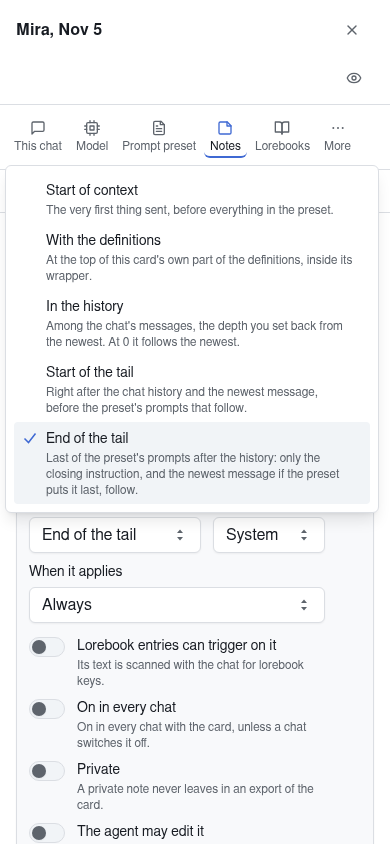 Mira, Nov 5
This chat
Model
Prompt preset
Notes
Lorebooks
More
Start of context
The very first thing sent, before everything in the preset.
With the definitions
At the top of this card's own part of the definitions, inside its
wrapper.
In the history
Among the chat's messages, the depth you set back from
the newest. At 0 it follows the newest.
Start of the tail
Right after the chat history and the newest message,
before the preset's prompts that follow.
End of the tail
Last of the preset's prompts after the history: only the
closing instruction, and the newest message if the preset
puts it last, follow.
End of the tail
System
When it applies
Always
Lorebook entries can trigger on it
Its text is scanned with the chat for lorebook
keys.
On in every chat
On in every chat with the card, unless a chat
switches it off.
Private
A private note never leaves in an export of the
card.
The agent may edit it